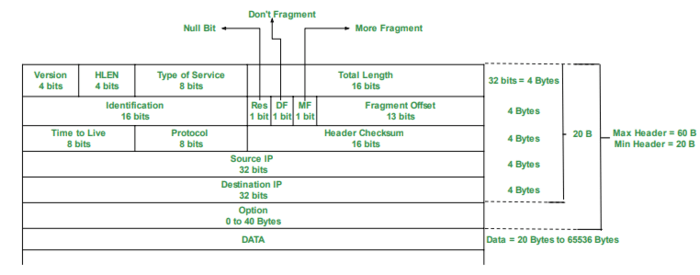 Don't Fragment
Null Bit
More Fragment
Version
4 bits
HLEN
4 bits
Type of Service
8 bits
Total Length
16 bits
32 bits = 4 Bytes
Identification
16 bits
Res
1 bit
DF
1 bit
MF
1 bit
Fragment Offset
13 bits
4 Bytes
Time to Live
8 bits
Protocol
8 bits
Header Checksum
16 bits
4 Bytes
20 B
Max Header = 60 B
Min Header = 20 B
Source IP
32 bits
4 Bytes
Destination IP
32 bits
4 Bytes
Option
0 to 40 Bytes
DATA
Data = 20 Bytes to 65536 Bytes